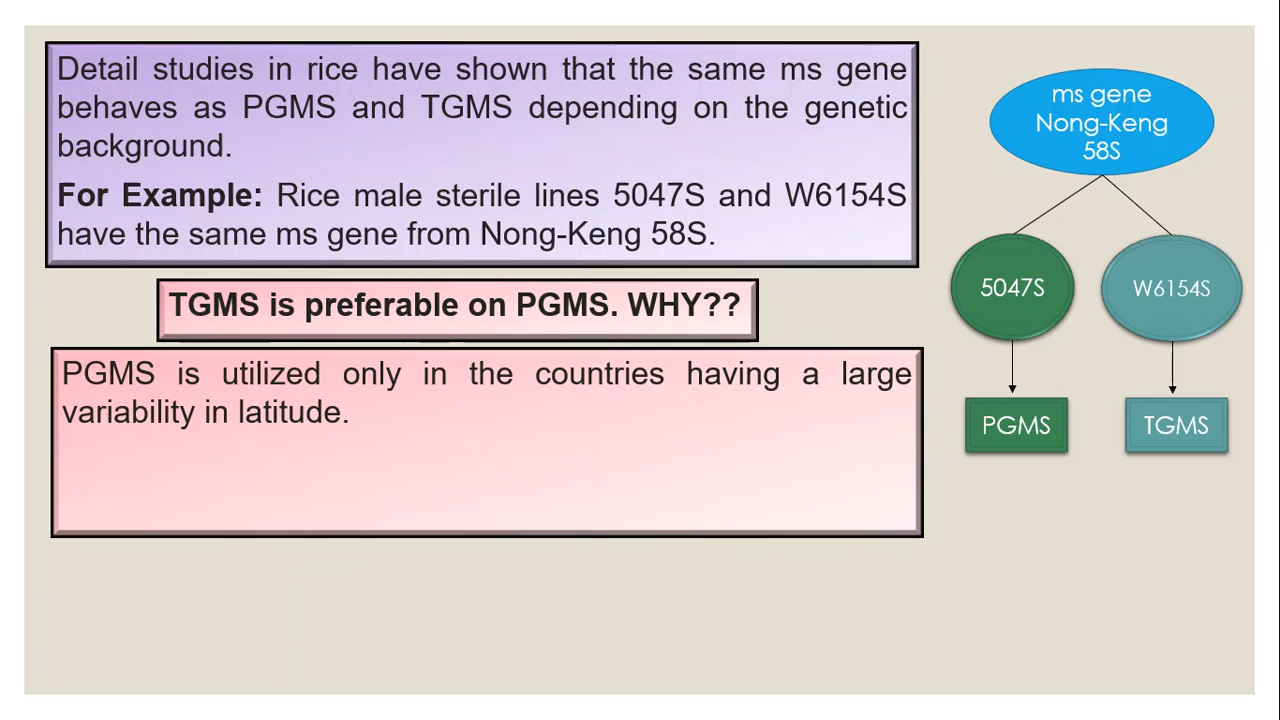 Detail studies in rice have shown that the same ms gene
behaves as PGMS and TGMS depending on the genetic
background.
For Example: Rice male sterile lines 5047S and W6154S
have the same ms gene from Nong-Keng 58S.
TGMS is preferable on PGMS. WHY??
PGMS is utilized only in the countries having a large
variability in latitude.
ms gene
Nong-Keng
58S
5047S
W6154S
PGMS
TGMS